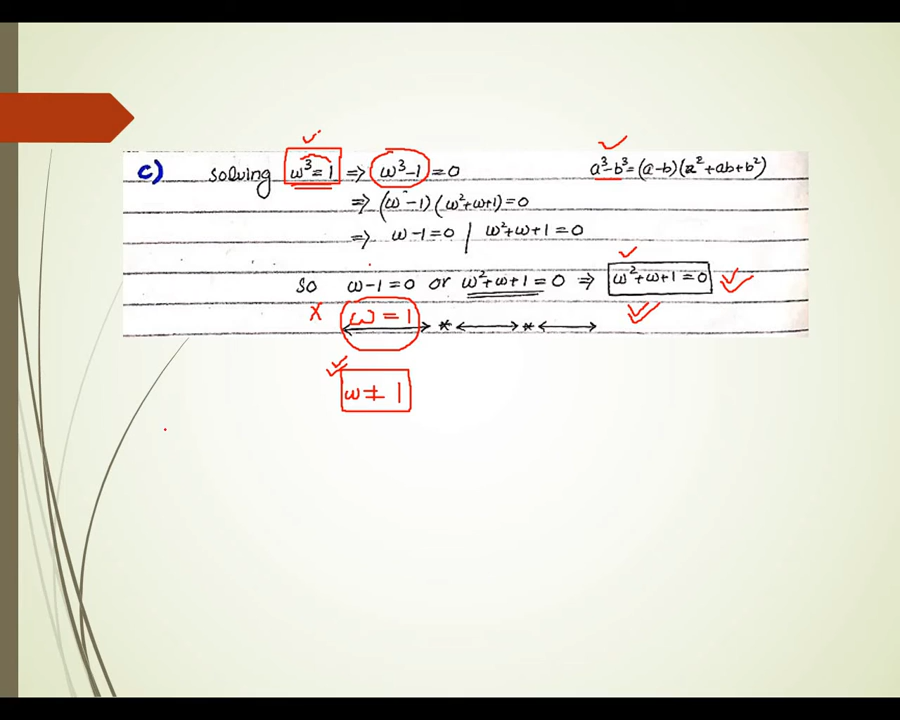 c) solving ω³=1 ⇒ ω³-1=0 a³-b³=(a-b)(a²+ab+b²)
⇒ (ω-1)(ω²+ω+1)=0
⇒ ω-1=0 | ω²+ω+1=0
so ω-1=0 or ω²+ω+1=0 ⇒ ω²+ω+1=0
x ω=1
ω≠1